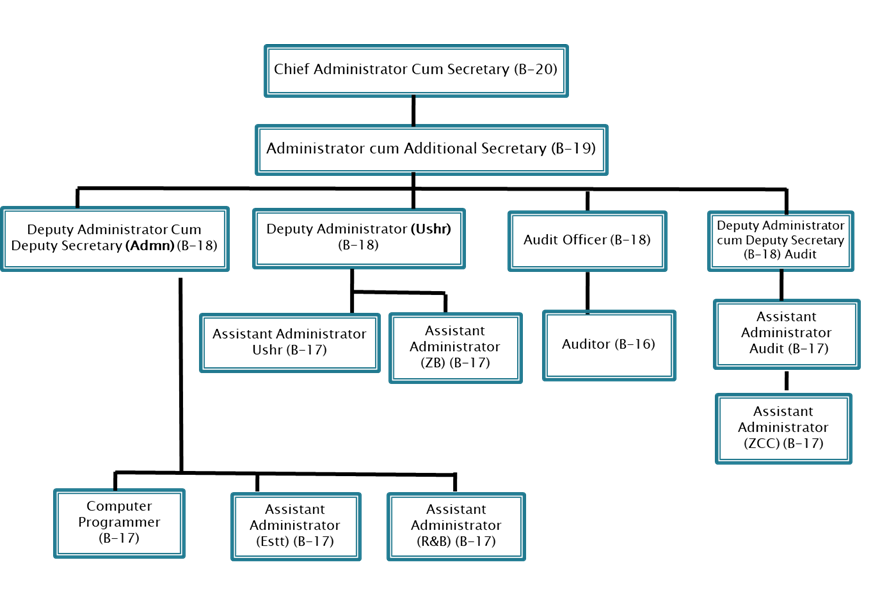 Chief Administrator Cum Secretary (B-20)
Administrator cum Additional Secretary (B-19)
Deputy Administrator Cum
Deputy Secretary (Admn) (B-18)
Deputy Administrator (Ushr)
(B-18)
Audit Officer (B-18)
Deputy Administrator
cum Deputy Secretary
(B-18) Audit
Assistant Administrator
Ushr (B-17)
Assistant
Administrator
(ZB) (B-17)
Auditor (B-16)
Assistant
Administrator
Audit (B-17)
Assistant
Administrator
(ZCC) (B-17)
Computer
Programmer
(B-17)
Assistant
Administrator
(Estt) (B-17)
Assistant
Administrator
(R&B) (B-17)